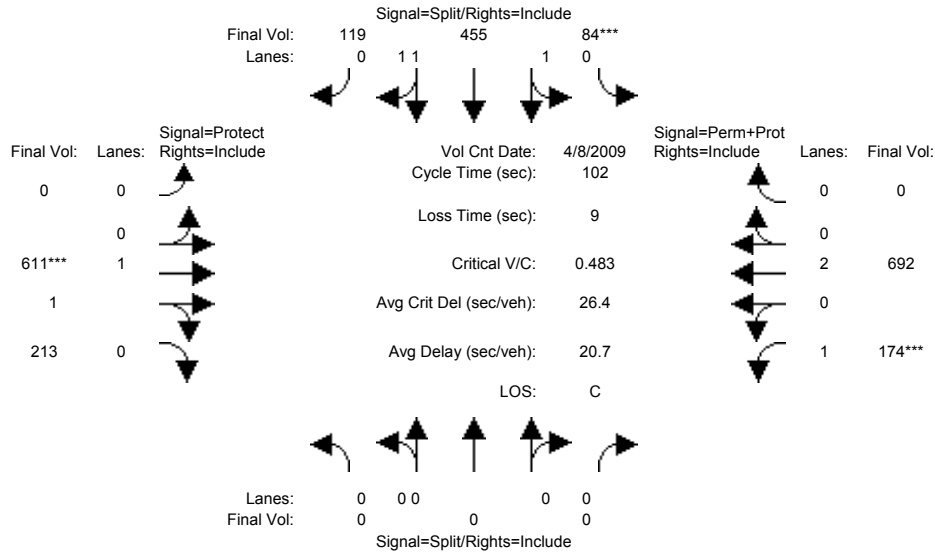 Signal=Split/Rights=Include
Final Vol: 119 455 84***
Lanes: 0 1 1 1 0
Signal=Protect
Final Vol: Lanes: Rights=Include
Vol Cnt Date: 4/8/2009
Signal=Perm+Prot
Rights=Include Lanes: Final Vol:
Cycle Time (sec): 102
0 0
0 0
Loss Time (sec): 9
0
0
611*** 1
Critical V/C: 0.483
2 692
1
Avg Crit Del (sec/veh): 26.4
0
213 0
Avg Delay (sec/veh): 20.7
1 174***
LOS: C
Lanes: 0 0 0 0 0
Final Vol: 0 0 0
Signal=Split/Rights=Include